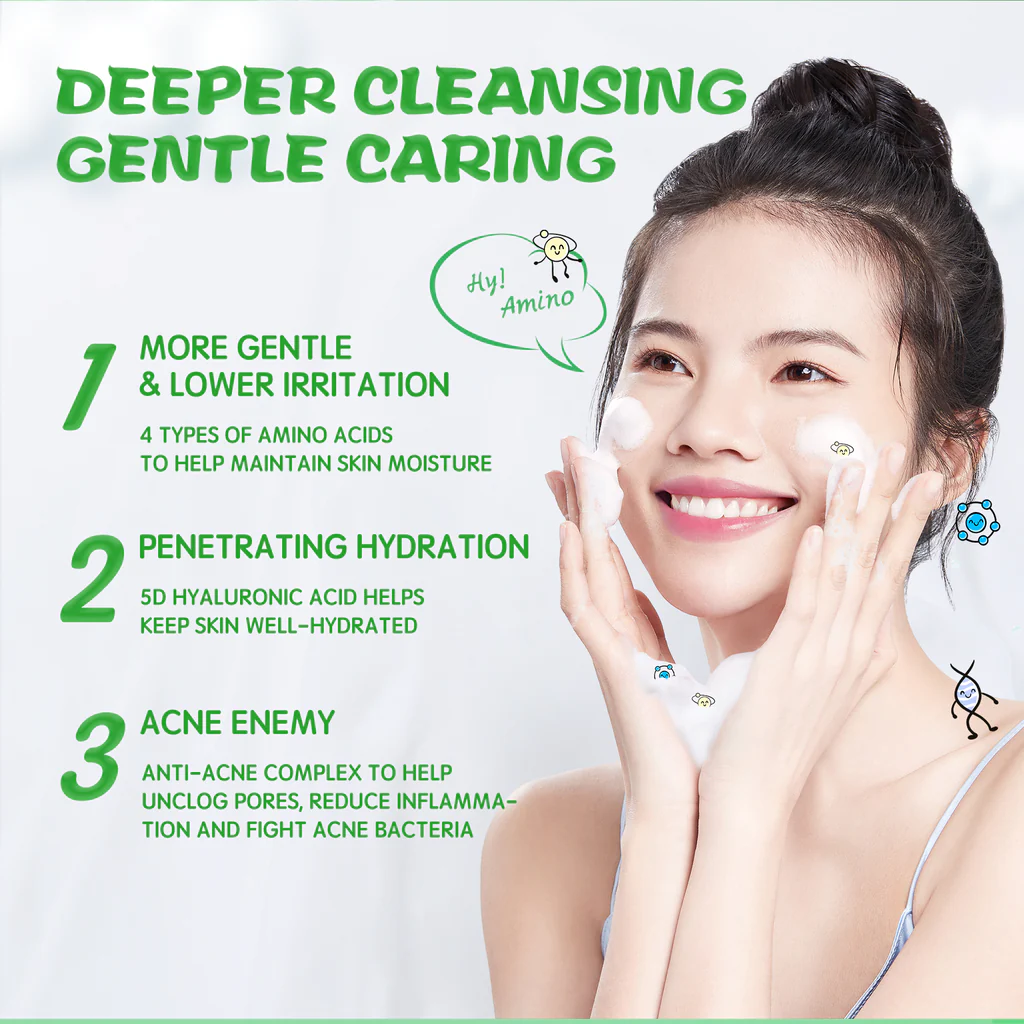 DEEPER CLEANSING
GENTLE CARING
Hy!
Amino
1
MORE GENTLE
& LOWER IRRITATION
4 TYPES OF AMINO ACIDS
TO HELP MAINTAIN SKIN MOISTURE
2
PENETRATING HYDRATION
5D HYALURONIC ACID HELPS
KEEP SKIN WELL-HYDRATED
3
ACNE ENEMY
ANTI-ACNE COMPLEX TO HELP
UNCLOG PORES, REDUCE INFLAMMA-
TION AND FIGHT ACNE BACTERIA